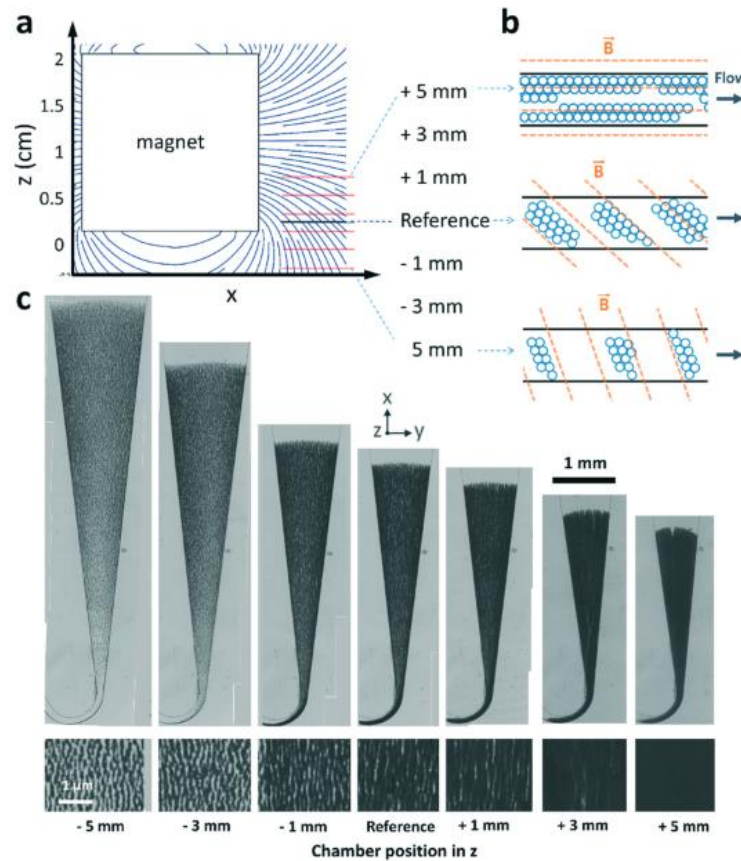 a
b
z (cm)
2
1.5
1
0.5
0
magnet
x
+ 5 mm
+ 3 mm
+ 1 mm
Reference
- 1 mm
- 3 mm
5 mm
B
Flow
B
B
c
x
z
y
1 mm
1 µm
- 5 mm
- 3 mm
- 1 mm
Reference
+ 1 mm
+ 3 mm
+ 5 mm
Chamber position in z